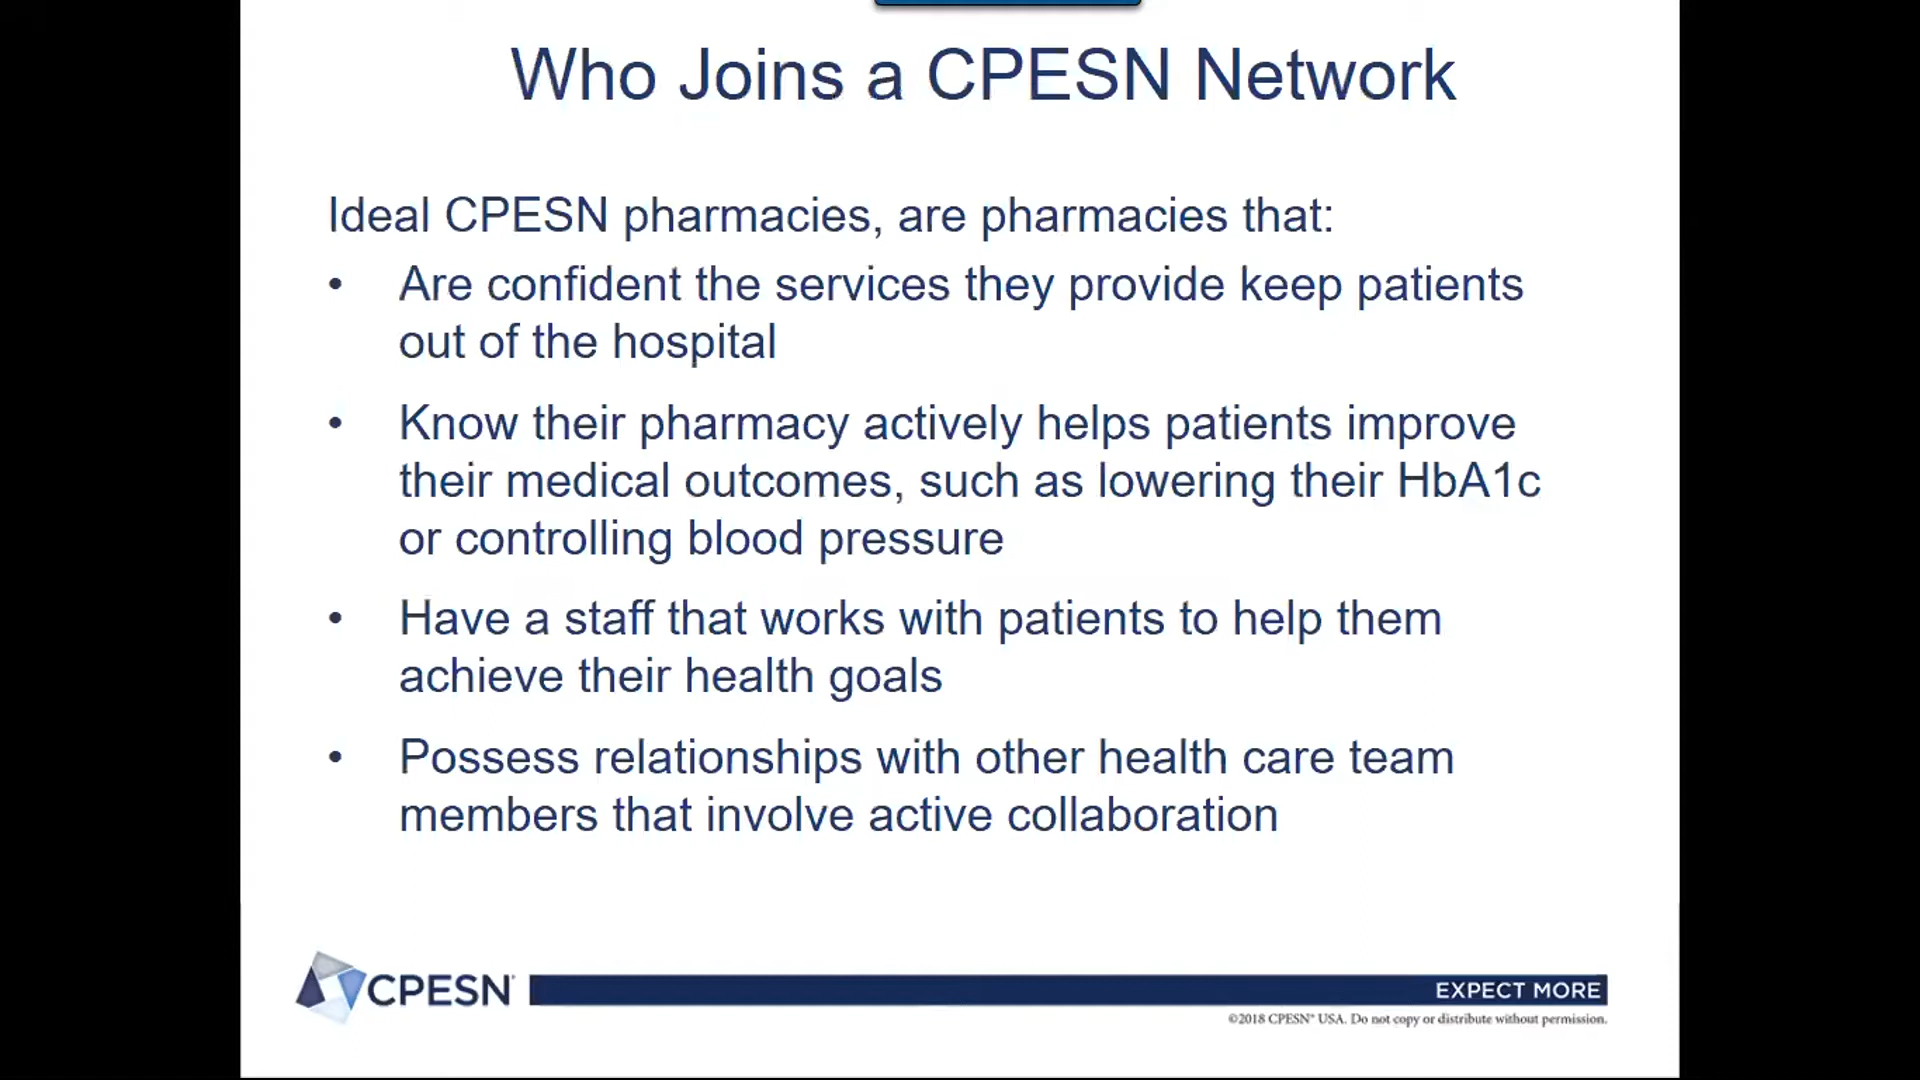 Who Joins a CPESN Network
Ideal CPESN pharmacies, are pharmacies that:
• Are confident the services they provide keep patients
out of the hospital
• Know their pharmacy actively helps patients improve
their medical outcomes, such as lowering their HbA1c
or controlling blood pressure
• Have a staff that works with patients to help them
achieve their health goals
• Possess relationships with other health care team
members that involve active collaboration
CPESN®
EXPECT MORE
©2018 CPESN® USA. Do not copy or distribute without permission.